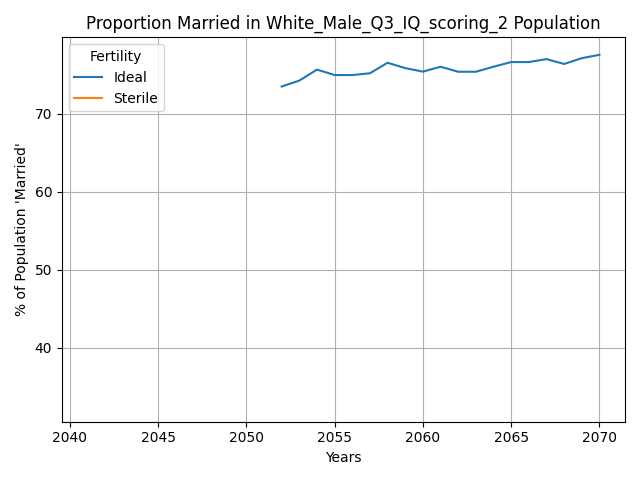 Proportion Married in White_Male_Q3_IQ_scoring_2 Population
Fertility
Ideal
Sterile
% of Population 'Married'
70
60
50
40
2040 2045 2050 2055 2060 2065 2070
Years